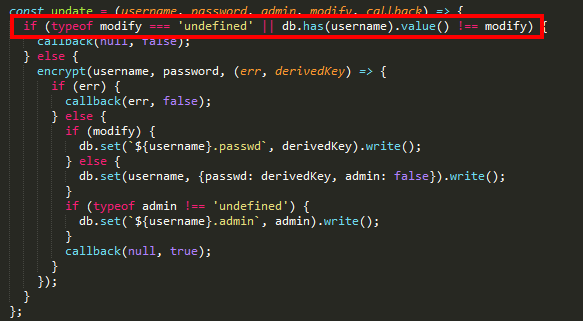 const update = (username, password, admin, modify, callback) => {
if (typeof modify === 'undefined' || db.has(username).value() !== modify) {
callback(null, false);
} else {
encrypt(username, password, (err, derivedKey) => {
if (err) {
callback(err, false);
} else {
if (modify) {
db.set(`${username}.passwd`, derivedKey).write();
} else {
db.set(username, {passwd: derivedKey, admin: false}).write();
}
if (typeof admin !== 'undefined') {
db.set(`${username}.admin`, admin).write();
}
callback(null, true);
}
});
}
};